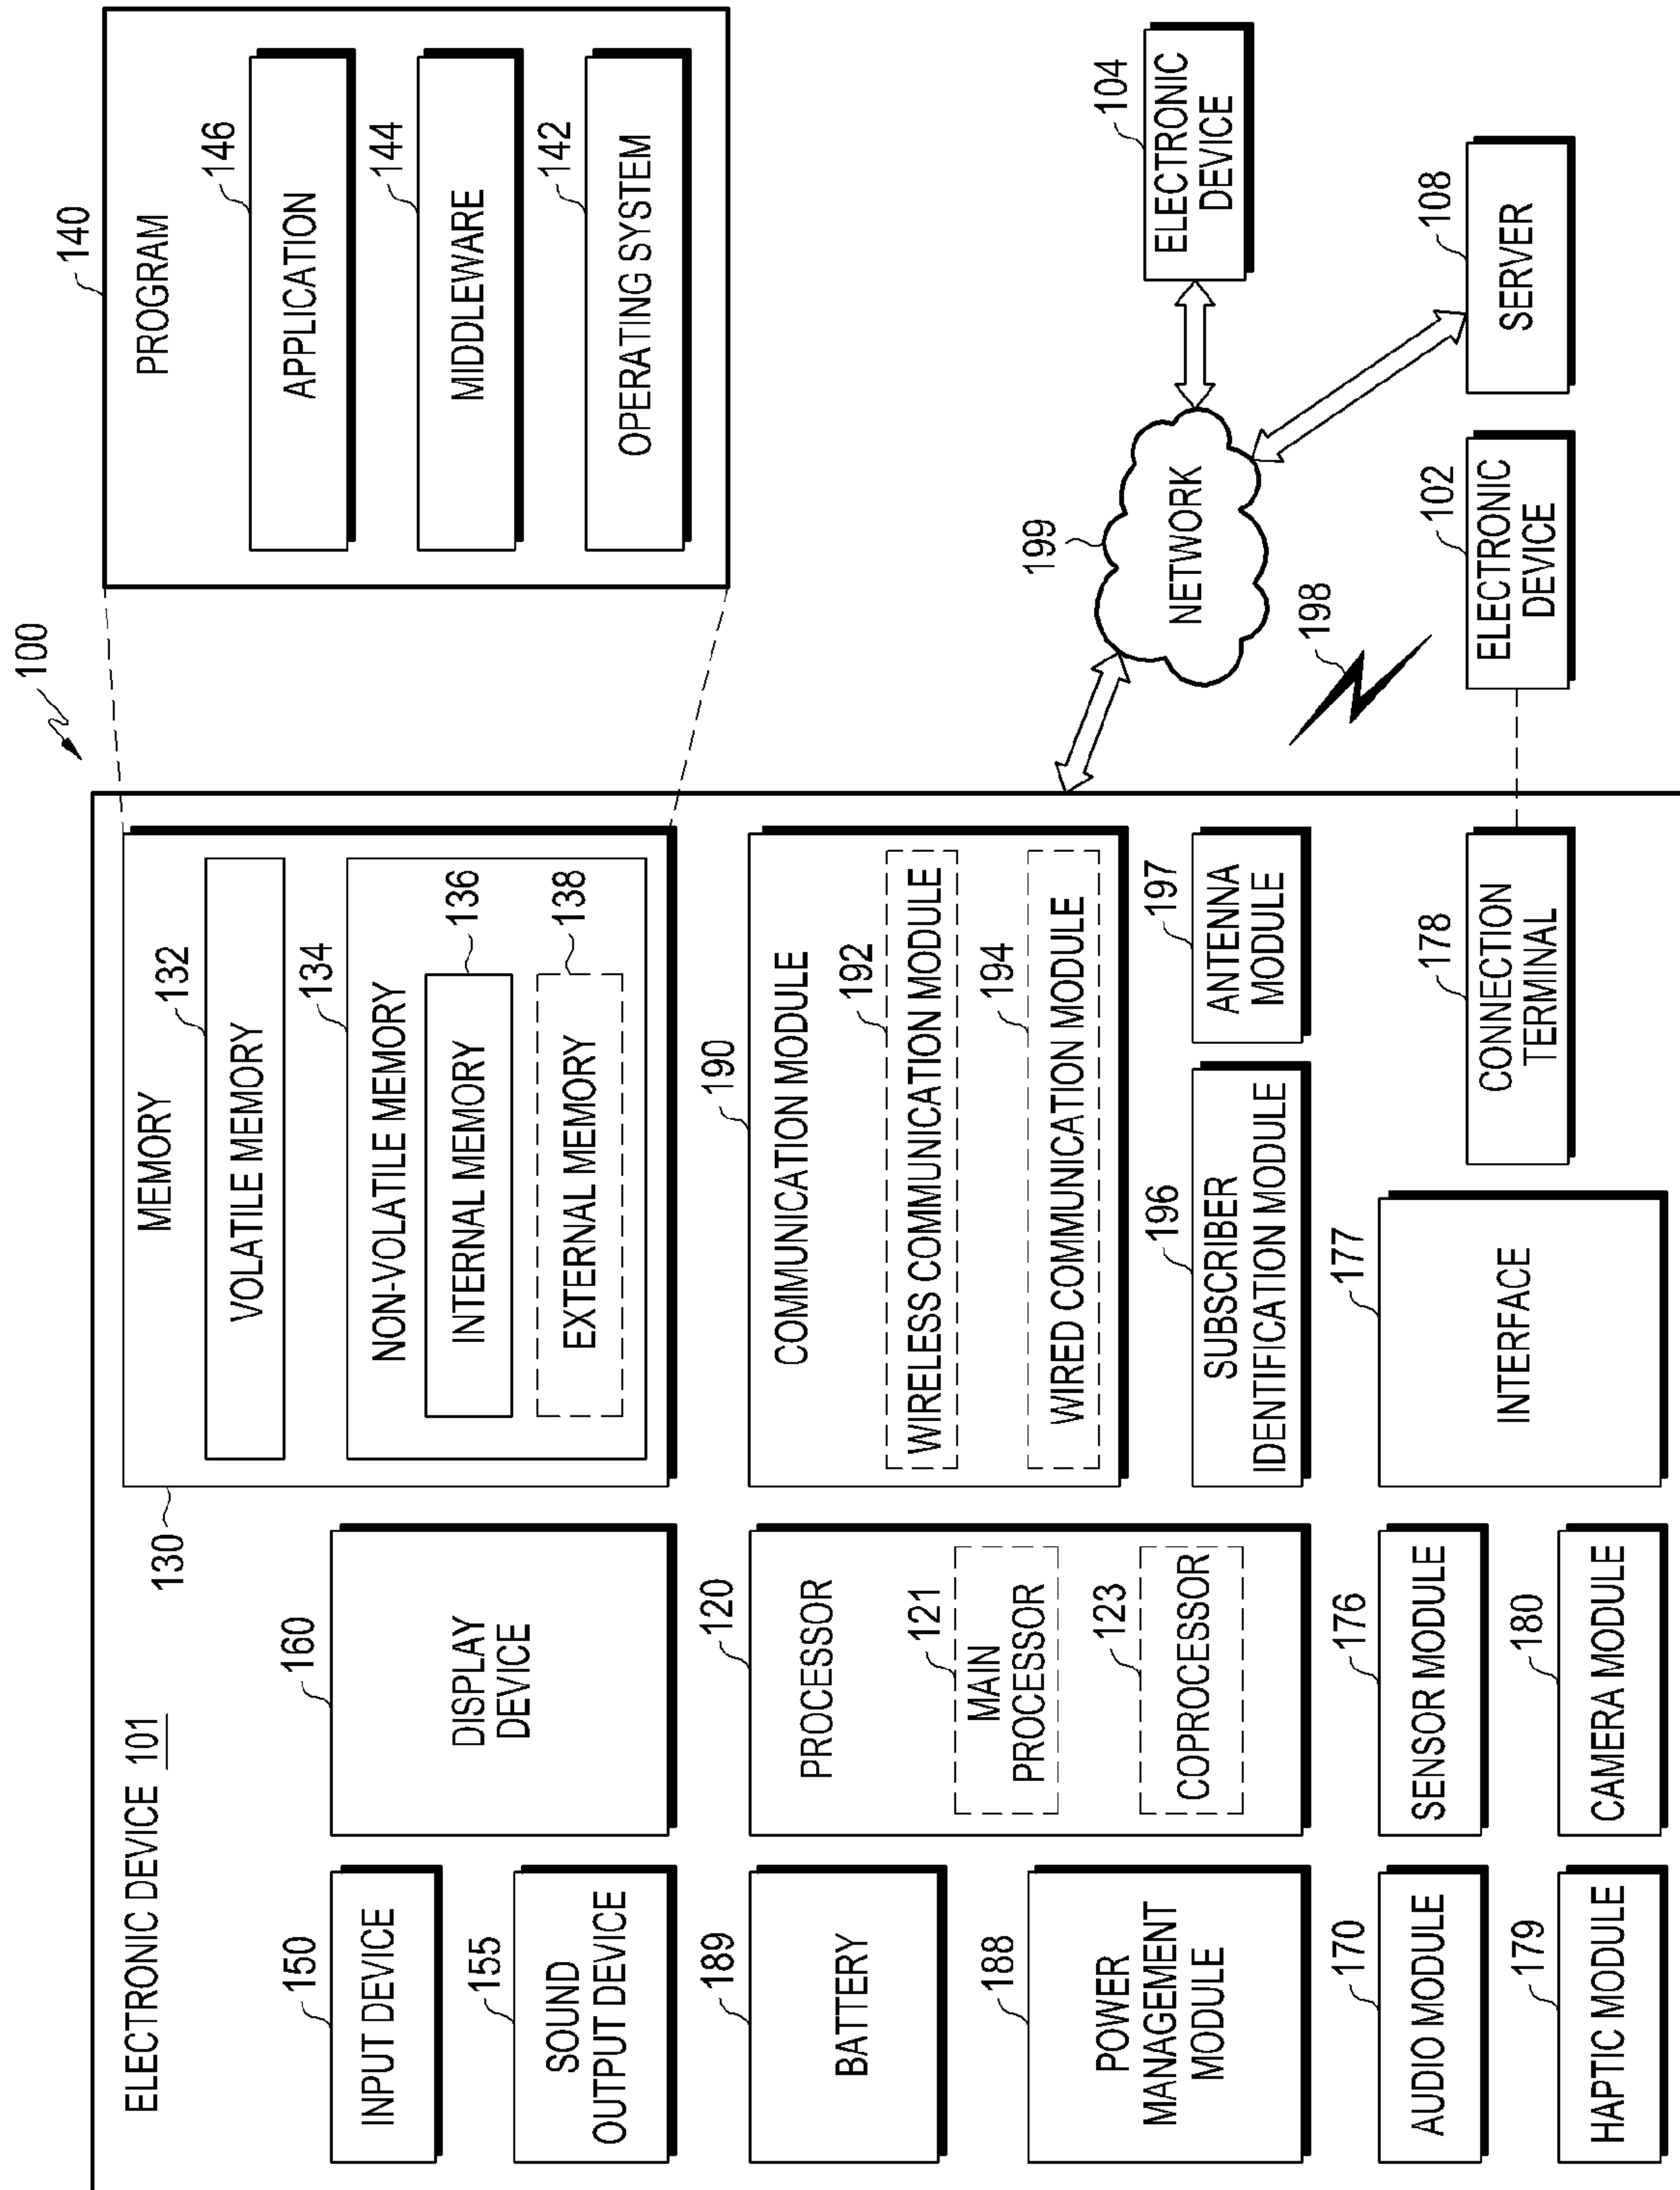 100
ELECTRONIC DEVICE 101
150
INPUT DEVICE
155
SOUND
OUTPUT DEVICE
160
DISPLAY
DEVICE
130
MEMORY
132
VOLATILE MEMORY
134
NON-VOLATILE MEMORY
INTERNAL MEMORY
136
EXTERNAL MEMORY
138
140
PROGRAM
146
APPLICATION
144
MIDDLEWARE
142
OPERATING SYSTEM
189
BATTERY
188
POWER
MANAGEMENT
MODULE
120
PROCESSOR
121
MAIN
PROCESSOR
123
COPROCESSOR
190
COMMUNICATION MODULE
192
WIRELESS COMMUNICATION MODULE
194
WIRED COMMUNICATION MODULE
196
SUBSCRIBER
IDENTIFICATION MODULE
197
ANTENNA
MODULE
199
NETWORK
104
ELECTRONIC
DEVICE
198
170
AUDIO MODULE
176
SENSOR MODULE
179
HAPTIC MODULE
180
CAMERA MODULE
177
INTERFACE
178
CONNECTION
TERMINAL
102
ELECTRONIC
DEVICE
108
SERVER